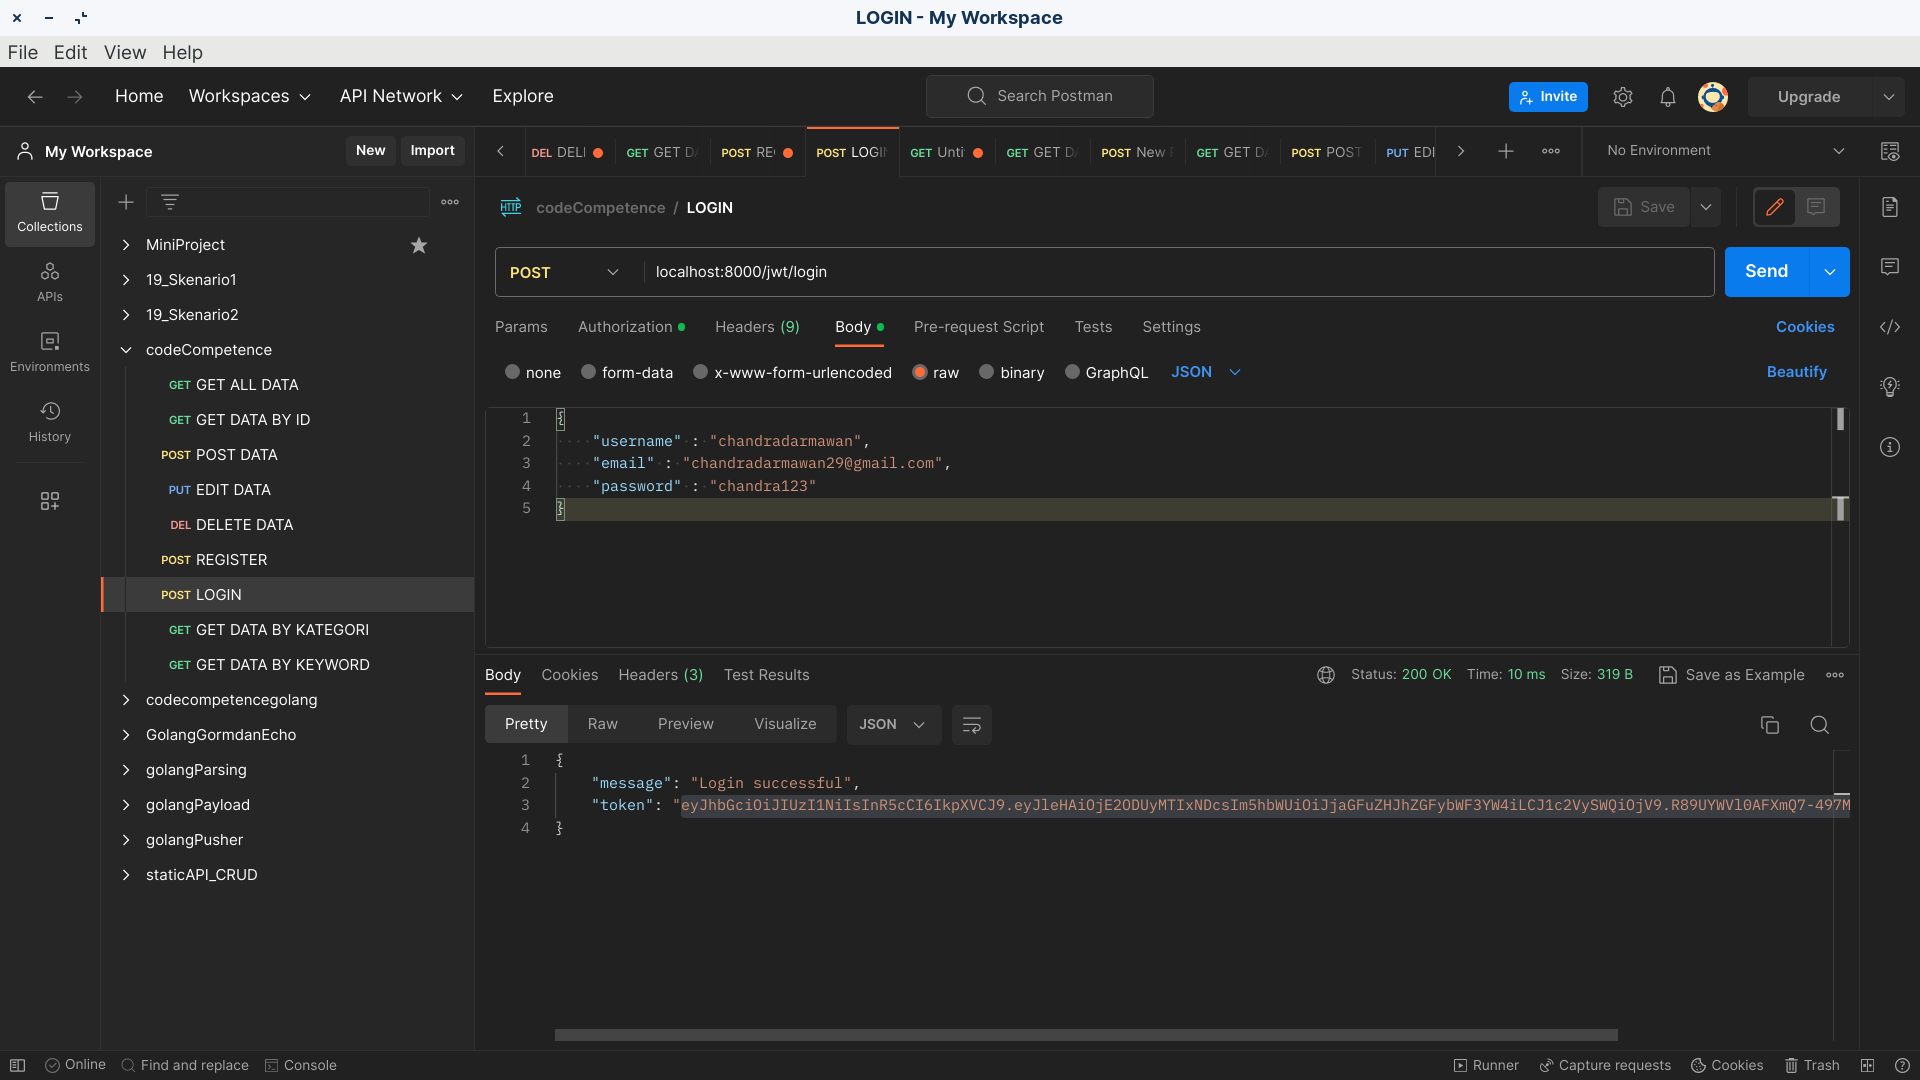 LOGIN - My Workspace
File Edit View Help
Home Workspaces API Network Explore
Search Postman
Invite
Upgrade
My Workspace
New Import
DEL DELI
GET GET DA
POST RE
POST LOGIN
GET Unti
GET GET DA
POST New
GET GET DA
POST POST
PUT EDI
No Environment
Collections
APIs
Environments
History
MiniProject
19_Skenario1
19_Skenario2
codeCompetence
GET GET ALL DATA
GET GET DATA BY ID
POST POST DATA
PUT EDIT DATA
DEL DELETE DATA
POST REGISTER
POST LOGIN
GET GET DATA BY KATEGORI
GET GET DATA BY KEYWORD
codecompetencegolang
GolangGormdanEcho
golangParsing
golangPayload
golangPusher
staticAPI_CRUD
HTTP codeCompetence / LOGIN
Save
POST localhost:8000/jwt/login
Send
Params Authorization Headers (9) Body Pre-request Script Tests Settings
Cookies
none form-data x-www-form-urlencoded raw binary GraphQL JSON
Beautify
1 {
2 "username" : "chandradarmawan",
3 "email" : "chandradarmawan29@gmail.com",
4 "password" : "chandra123"
5 }
Body Cookies Headers (3) Test Results
Status: 200 OK Time: 10 ms Size: 319 B
Save as Example
Pretty Raw Preview Visualize JSON
1 {
2 "message": "Login successful",
3 "token": "eyJhbGciOiJIUzI1NiIsInR5cCI6IkpXVCJ9.eyJleHAiOjE2ODUyMTIxNDcsIm5hbWUiOiJjaGFuZHJhZGFybWF3YW4iLCJ1c2VySWQiOjV9.R89UYWVl0AFXmQ7-497M
4 }
Online Find and replace Console
Runner Capture requests Cookies Trash